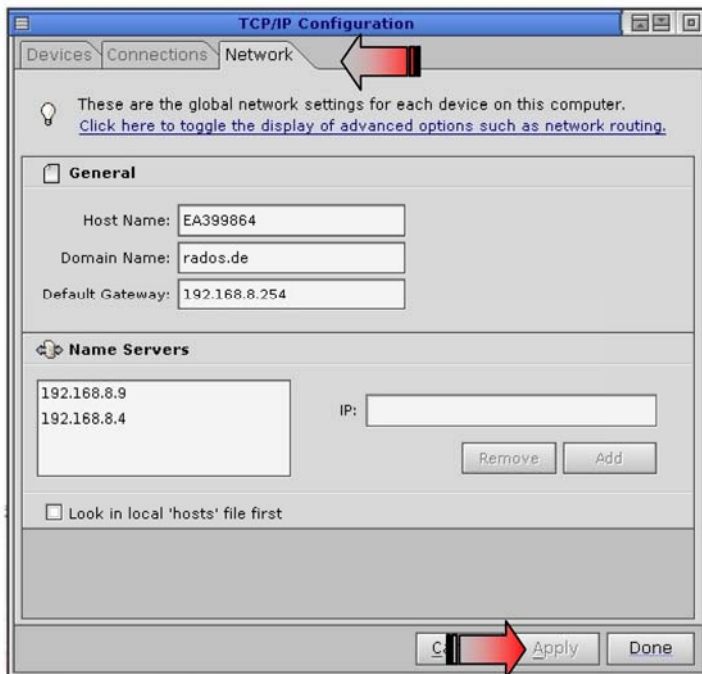 TCP/IP Configuration
Devices Connections Network
These are the global network settings for each device on this computer.
Click here to toggle the display of advanced options such as network routing.
General
Host Name: EA399864
Domain Name: rados.de
Default Gateway: 192.168.8.254
Name Servers
192.168.8.9
192.168.8.4
IP:
Remove Add
Look in local 'hosts' file first
Apply Done